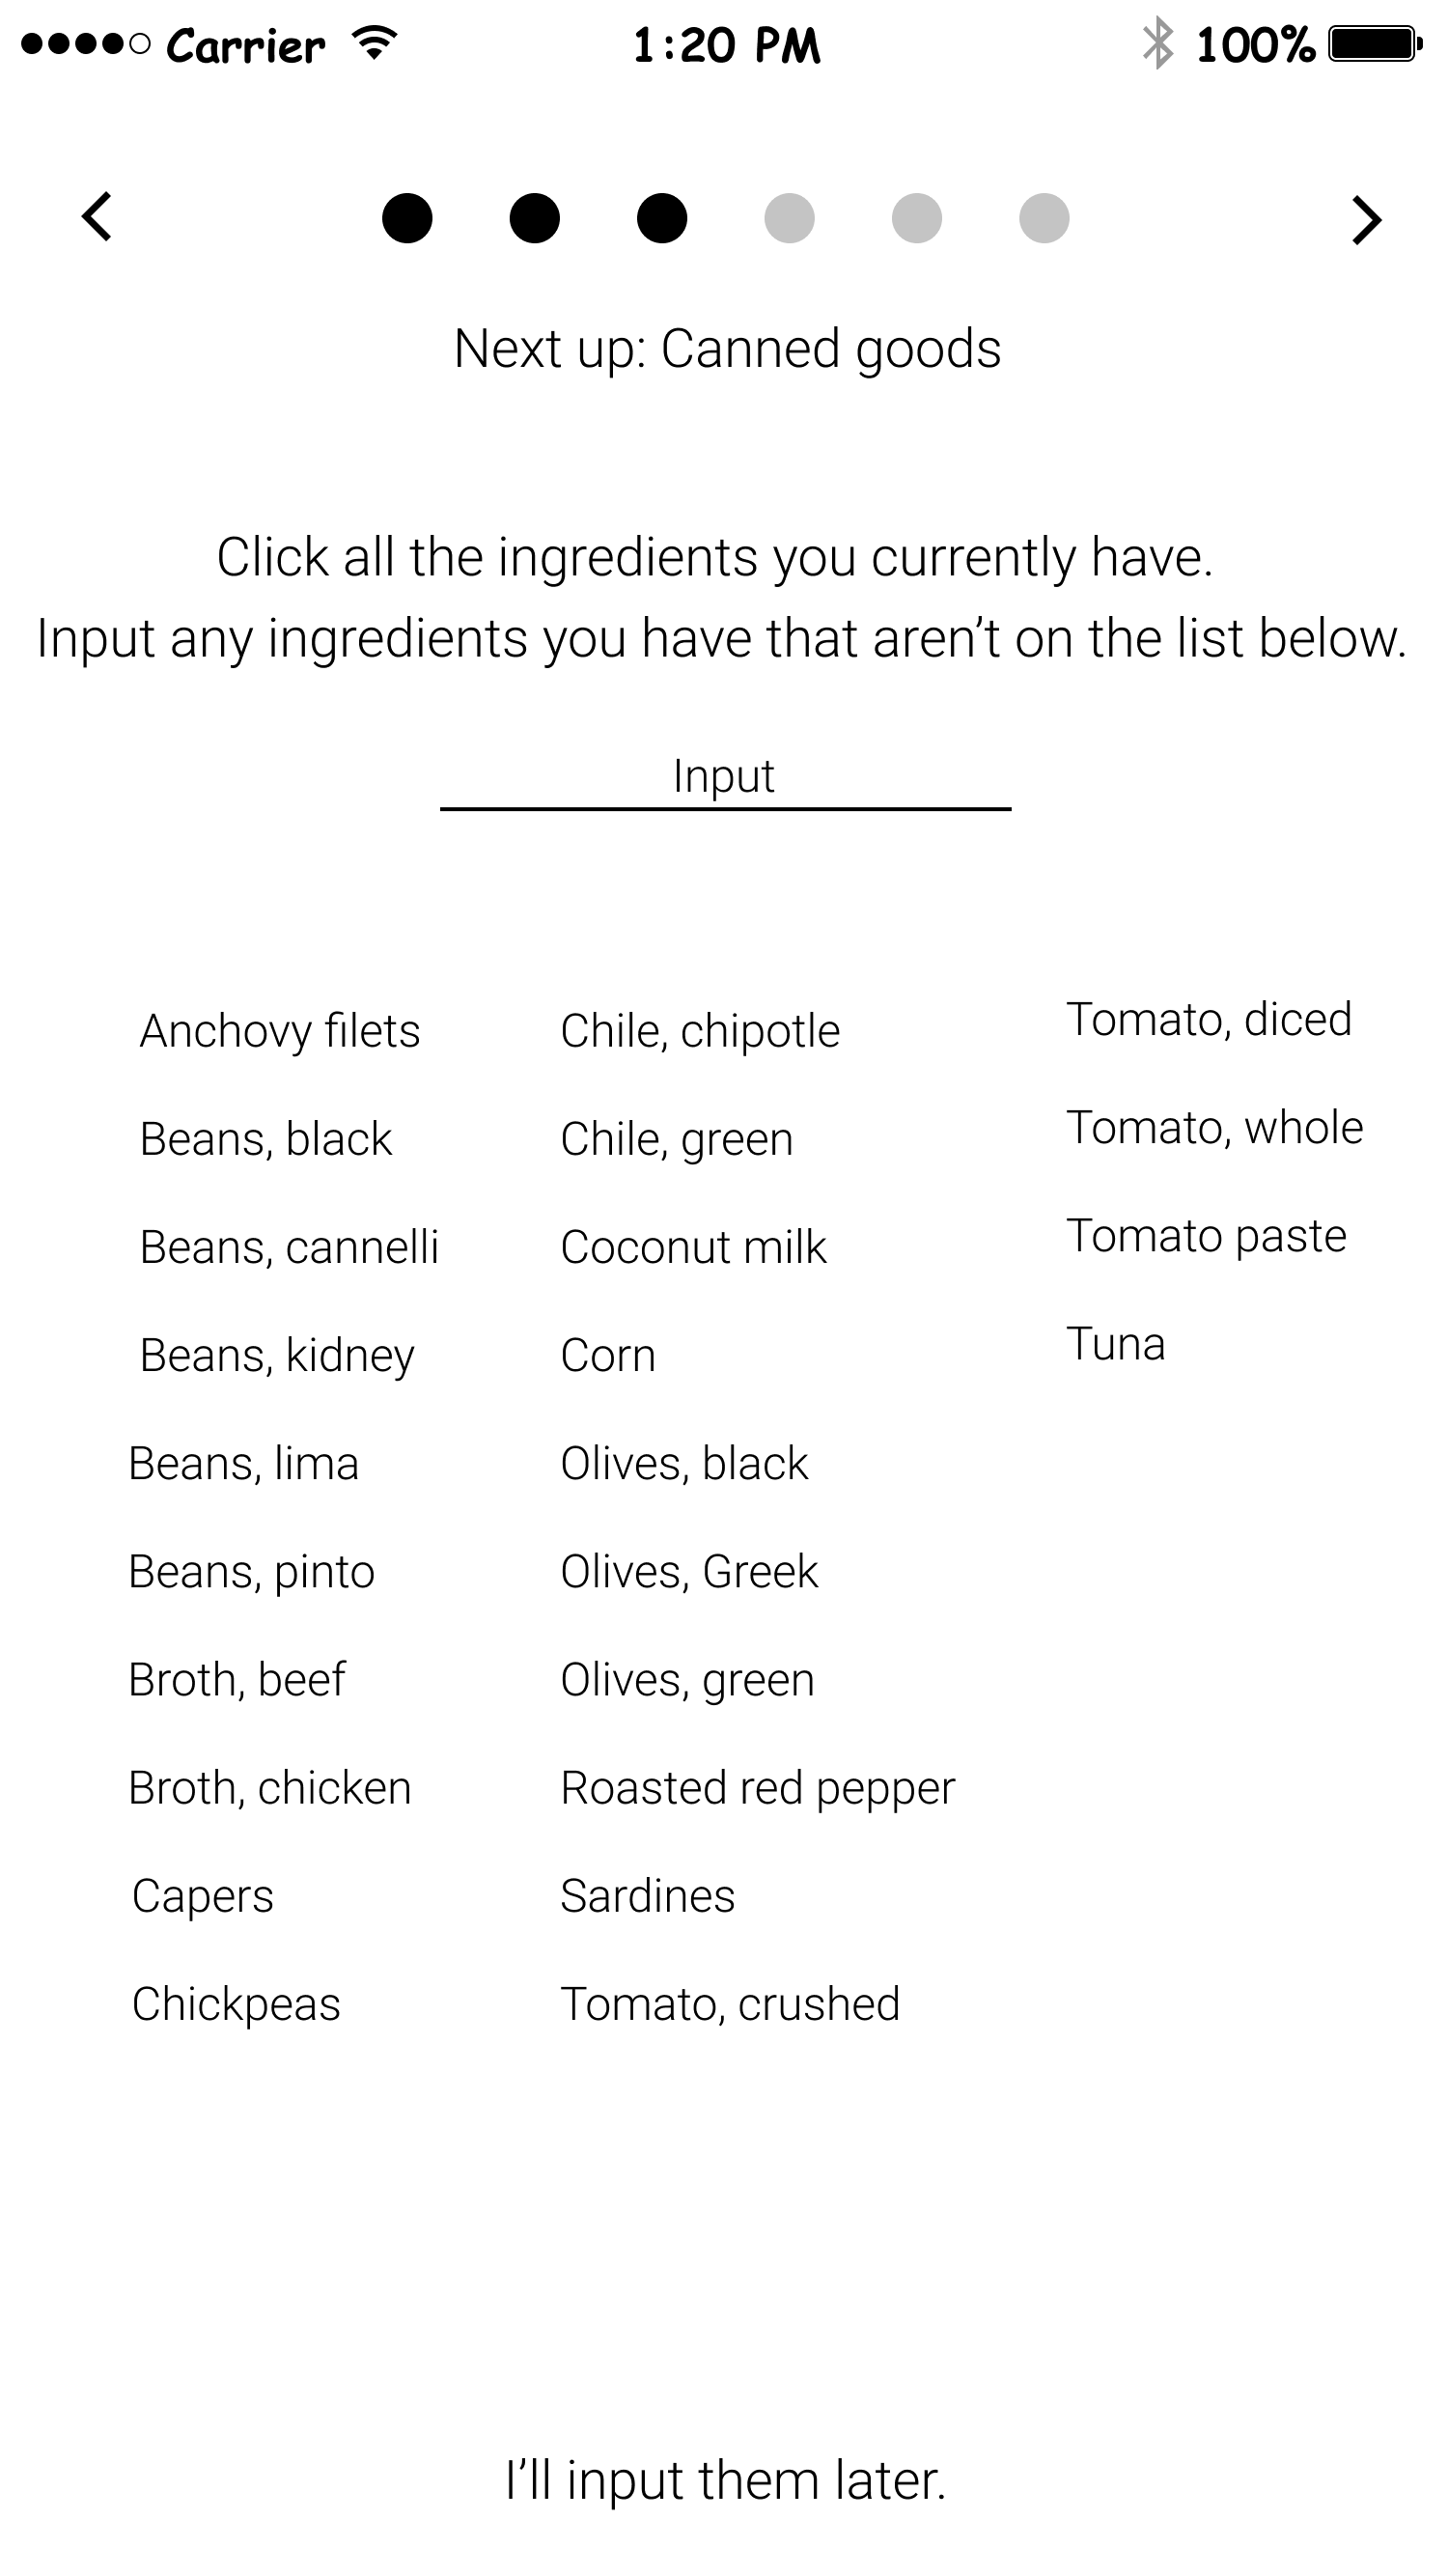 Carrier 1:20 PM 100%
Next up: Canned goods
Click all the ingredients you currently have.
Input any ingredients you have that aren’t on the list below.
Input
Anchovy filets
Beans, black
Beans, cannelli
Beans, kidney
Beans, lima
Beans, pinto
Broth, beef
Broth, chicken
Capers
Chickpeas
Chile, chipotle
Chile, green
Coconut milk
Corn
Olives, black
Olives, Greek
Olives, green
Roasted red pepper
Sardines
Tomato, crushed
Tomato, diced
Tomato, whole
Tomato paste
Tuna
I’ll input them later.